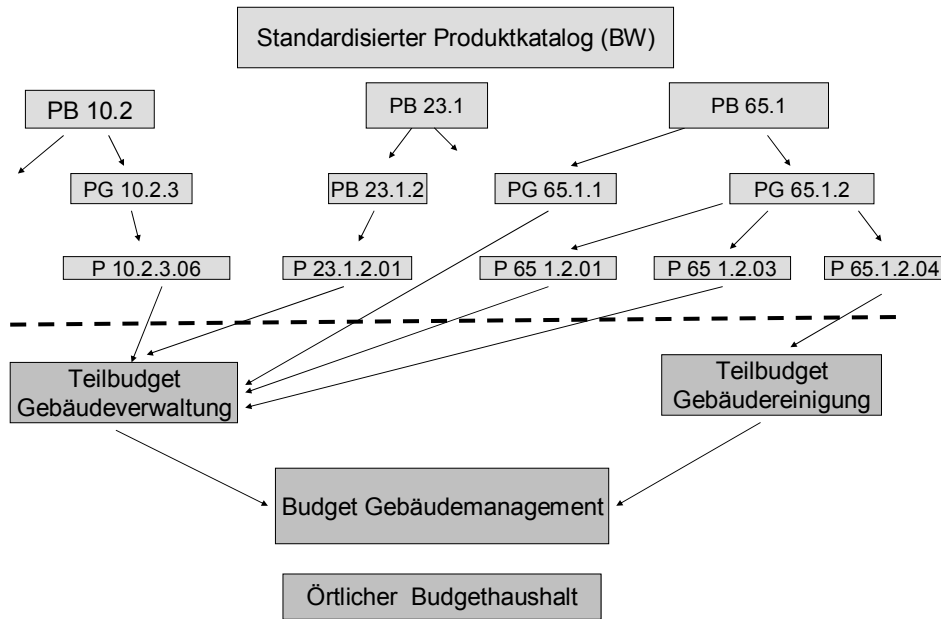 Standardisierter Produktkatalog (BW)
PB 10.2
PB 23.1
PB 65.1
PG 10.2.3
PB 23.1.2
PG 65.1.1
PG 65.1.2
P 10.2.3.06
P 23.1.2.01
P 65 1.2.01
P 65 1.2.03
P 65.1.2.04
Teilbudget
Gebäudeverwaltung
Teilbudget
Gebäudereinigung
Budget Gebäudemanagement
Örtlicher Budgethaushalt